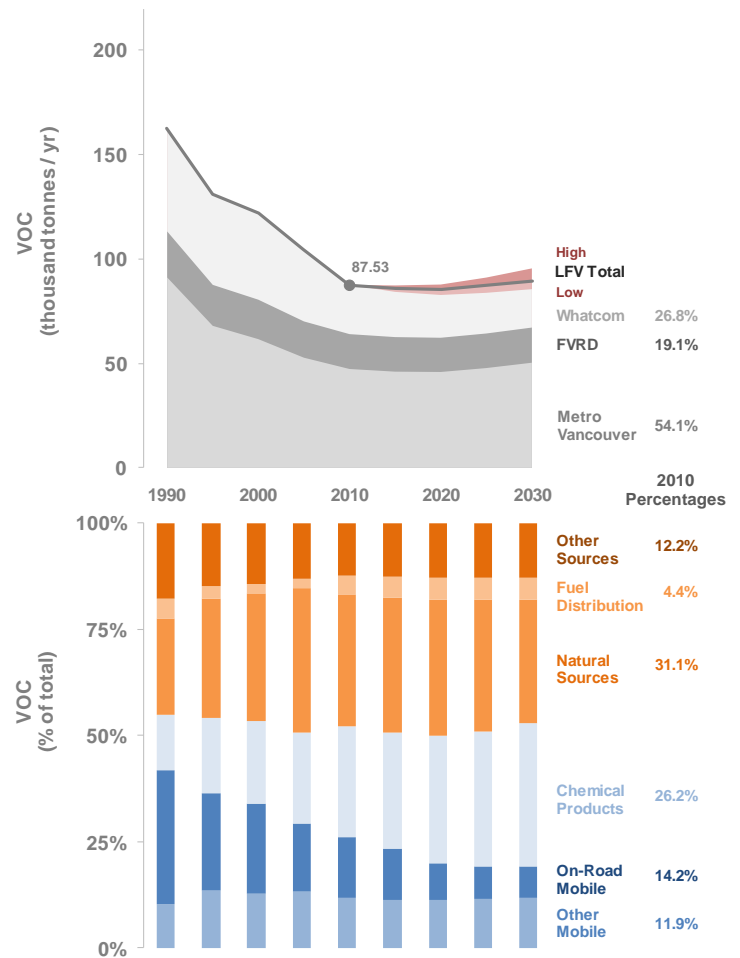 200
VOC
(thousand tonnes / yr)
150
100
50
0
87.53
High
LFV Total
Low
Whatcom 26.8%
FVRD 19.1%
Metro
Vancouver 54.1%
1990 2000 2010 2020 2030
2010
Percentages
VOC
(% of total)
100%
75%
50%
25%
0%
Other
Sources 12.2%
Fuel
Distribution 4.4%
Natural
Sources 31.1%
Chemical
Products 26.2%
On-Road
Mobile 14.2%
Other
Mobile 11.9%